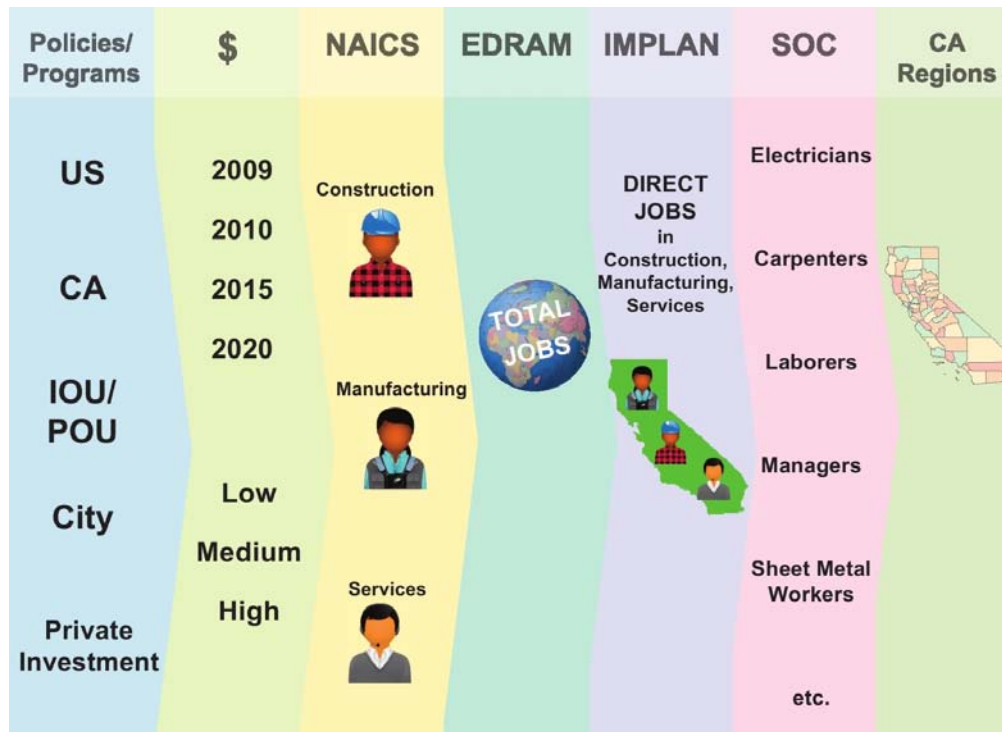 Policies/
Programs
$
NAICS
EDRAM
IMPLAN
SOC
CA
Regions
US
CA
IOU/
POU
City
Private
Investment
2009
2010
2015
2020
Low
Medium
High
Construction
Manufacturing
Services
TOTAL
JOBS
DIRECT
JOBS
in
Construction,
Manufacturing,
Services
Electricians
Carpenters
Laborers
Managers
Sheet Metal
Workers
etc.